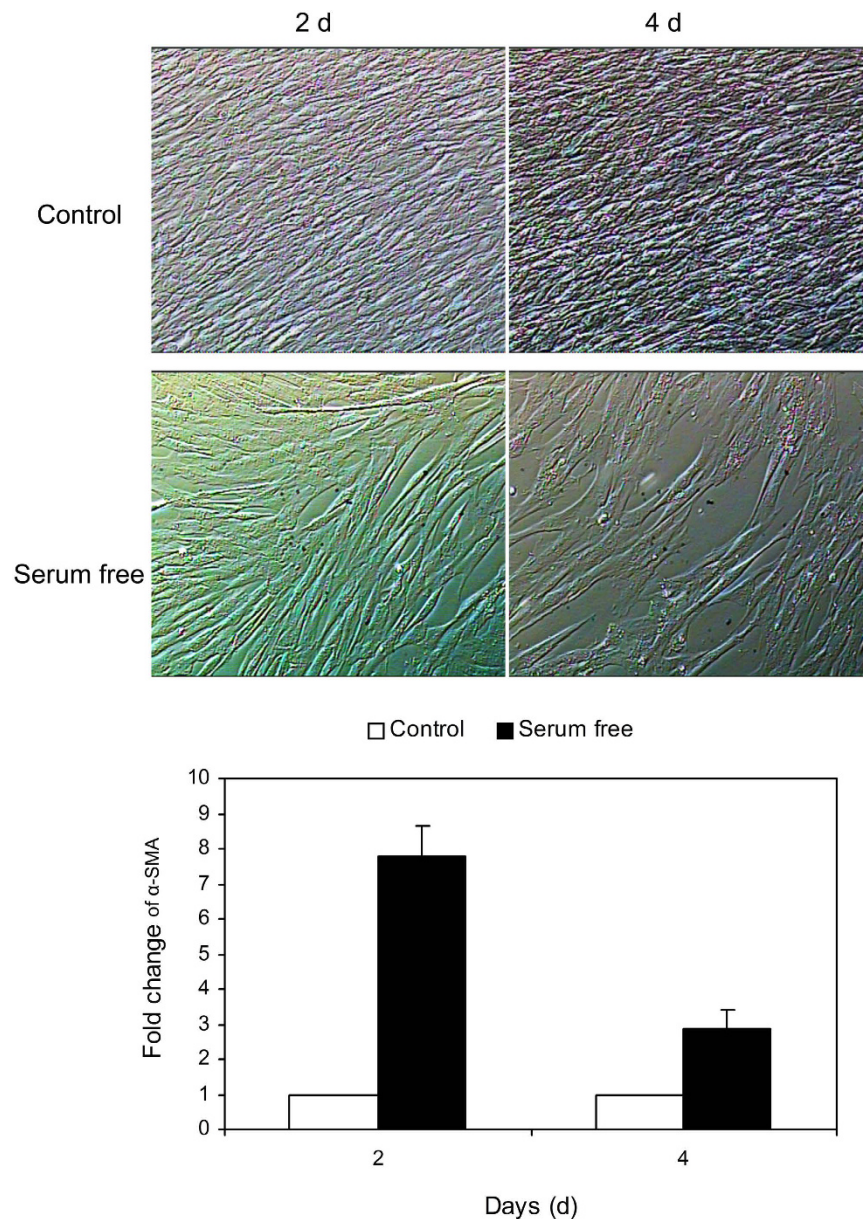 2 d 4 d
Control
Serum free
Control Serum free
10
9
8
7
6
5
4
3
2
1
0
Fold change of α-SMA
2 4
Days (d)